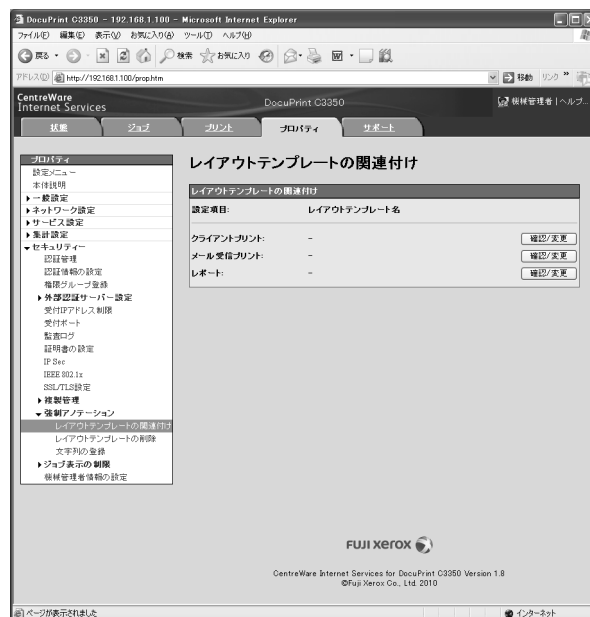 DocuPrint C3350 - 192.168.1.100 - Microsoft Internet Explorer
ファイル(F) 編集(E) 表示(V) お気に入り(A) ツール(T) ヘルプ(H)
戻る 検索 お気に入り
アドレス(D) http://192.168.1.100/prop.htm 移動 リンク »
CentreWare
Internet Services
DocuPrint C3350
機械管理者 | ヘルプ...
状態 ジョブ プリント プロパティ サポート
プロパティ
設定メニュー
本体説明
一般設定
ネットワーク設定
サービス設定
集計設定
セキュリティー
認証管理
認証情報の設定
権限グループ登録
外部認証サーバー設定
受付IPアドレス制限
受付ポート
監査ログ
証明書の設定
IP Sec
IEEE 802.1x
SSL/TLS設定
複製管理
強制アノテーション
レイアウトテンプレートの関連付け
レイアウトテンプレートの削除
文字列の登録
ジョブ表示の制限
機械管理者情報の設定
レイアウトテンプレートの関連付け
レイアウトテンプレートの関連付け
設定項目: レイアウトテンプレート名
クライアントプリント: - 確認/変更
メール受信プリント: - 確認/変更
レポート: - 確認/変更
FUJI XEROX
CentreWare Internet Services for DocuPrint C3350 Version 1.8
©Fuji Xerox Co., Ltd. 2010
ページが表示されました インターネット